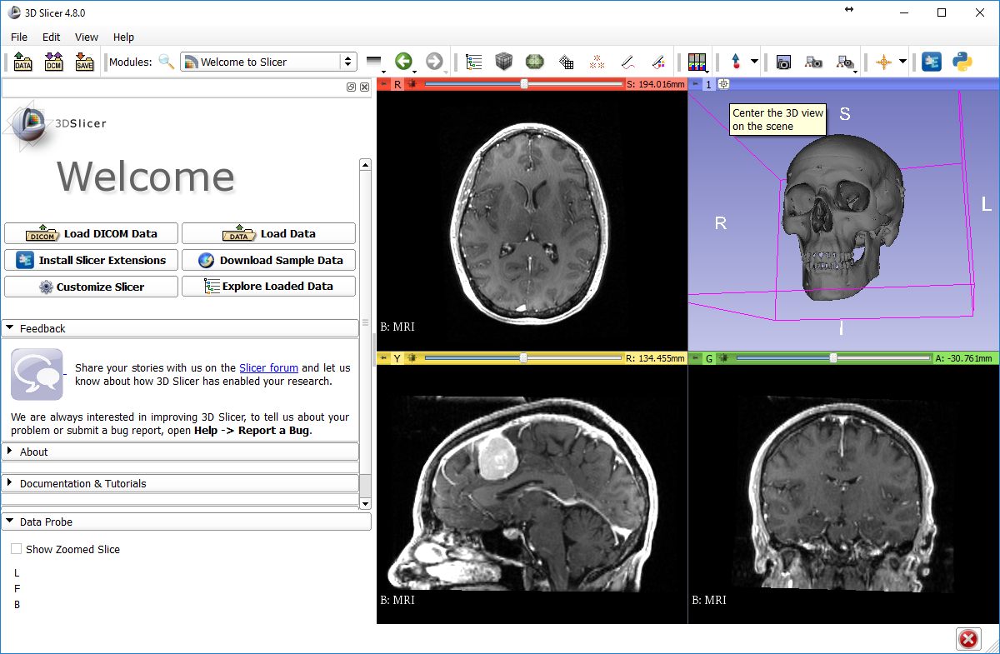 3D Slicer 4.8.0
File Edit View Help
DATA DCM SAVE Modules: Welcome to Slicer
R S: 194.016mm
1
Center the 3D view
on the scene
S
R
L
I
3DSlicer
Welcome
DICOM Load DICOM Data
DATA Load Data
Install Slicer Extensions
Download Sample Data
Customize Slicer
Explore Loaded Data
Feedback
Share your stories with us on the Slicer forum and let us
know about how 3D Slicer has enabled your research.
We are always interested in improving 3D Slicer, to tell us about your
problem or submit a bug report, open Help -> Report a Bug.
About
Documentation & Tutorials
Data Probe
Show Zoomed Slice
L
F
B
B: MRI
Y R: 134.455mm
G A: -30.761mm
B: MRI
B: MRI